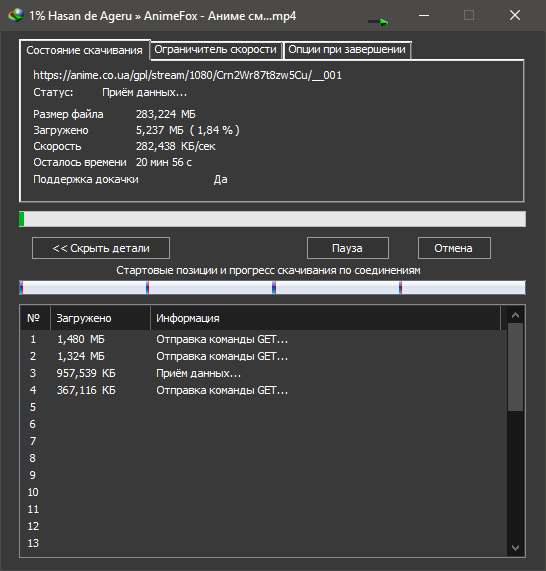 1% Hasan de Ageru » AnimeFox - Аниме см...mp4
Состояние скачивания Ограничитель скорости Опции при завершении
https://anime.co.ua/gpl/stream/1080/Crn2Wr87t8zw5Cu/__001
Статус: Приём данных...
Размер файла 283,224 МБ
Загружено 5,237 МБ ( 1,84 % )
Скорость 282,438 КБ/сек
Осталось времени 20 мин 56 с
Поддержка докачки Да
<< Скрыть детали Пауза Отмена
Стартовые позиции и прогресс скачивания по соединениям
№ Загружено Информация
1 1,480 МБ Отправка команды GET...
2 1,324 МБ Отправка команды GET...
3 957,539 КБ Приём данных...
4 367,116 КБ Отправка команды GET...
5
6
7
8
9
10
11
12
13